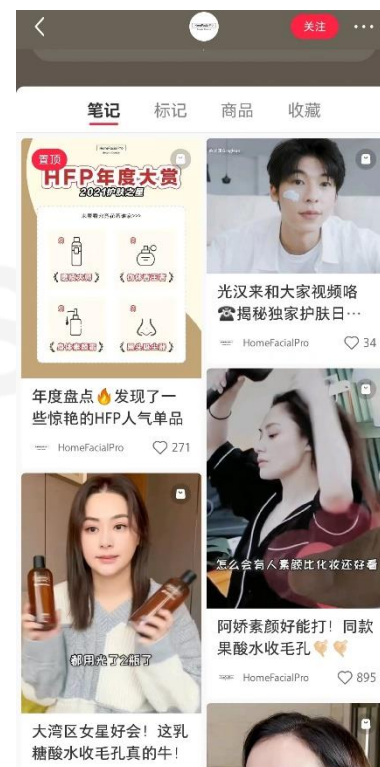 关注
笔记
标记
商品
收藏
置顶
HFP年度大赏
2021护肤之星
年度盘点🔥发现了一
些惊艳的HFP人气单品
HomeFacialPro
271
都用光了2瓶了
大湾区女星好会！这乳
糖酸水收毛孔真的牛！
光汉来和大家视频咯
☎揭秘独家护肤日…
HomeFacialPro
34
怎么会有人素颜比化妆还好看
阿娇素颜好能打！同款
果酸水收毛孔
HomeFacialPro
895